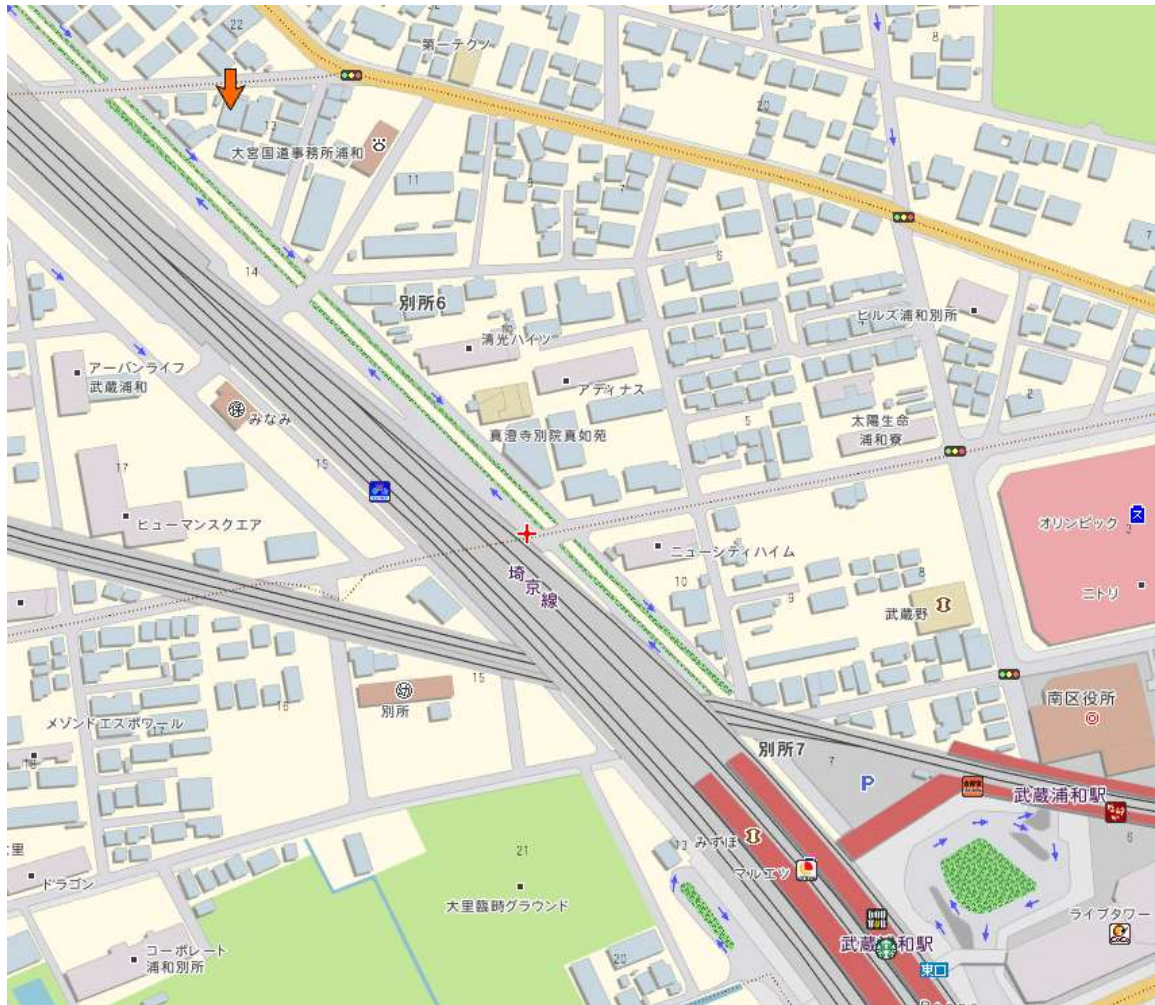 22
第一テクノ
8
20
13
大宮国道事務所浦和
11
7
7
14
6
別所6
ヒルズ浦和別所
清光ハイツ
アーバンライフ
武蔵浦和
アディナス
2
みなみ
真澄寺別院真如苑
5
太陽生命
浦和寮
17
15
ヒューマンスクエア
オリンピック
3
ニューシティハイム
埼京線
10
8
9
ニトリ
武蔵野
15
別所
16
南区役所
メゾンドエスポワール
17
別所7
18
7
P
武蔵浦和駅
6
13
みずほ
21
マルエツ
ドラゴン
大里臨時グラウンド
ライブタワー
コーポレート
浦和別所
武蔵浦和駅
20
東口